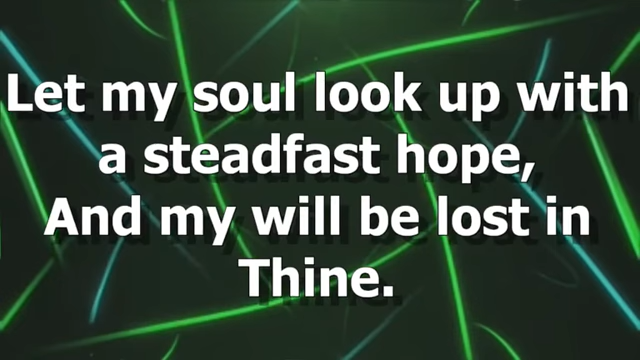 Let my soul look up with
a steadfast hope,
And my will be lost in
Thine.